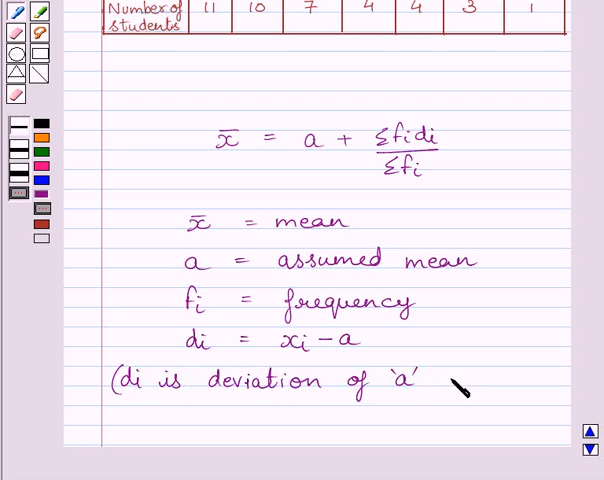 Number of 11 10 7 4 4 3 1
students
x̄ = a + Σfidi
Σfi
x̄ = mean
a = assumed mean
fi = frequency
di = xi - a
(di is deviation of 'a'